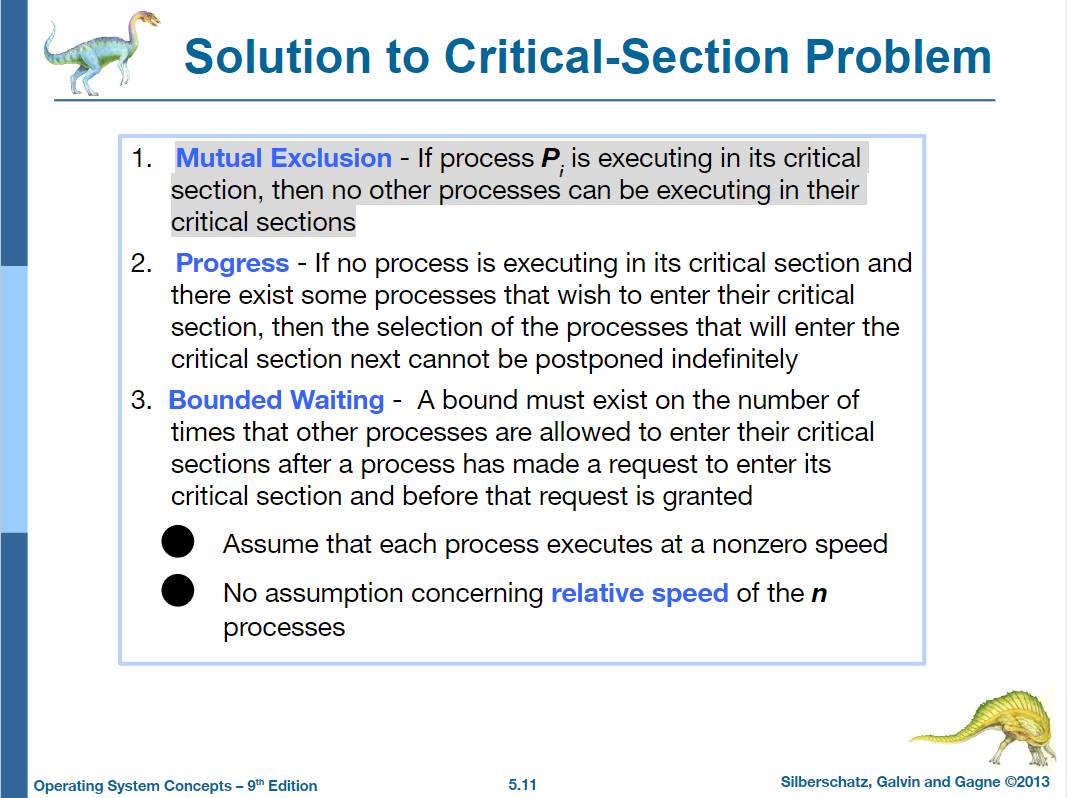 Solution to Critical-Section Problem
1. Mutual Exclusion - If process Pi is executing in its critical
section, then no other processes can be executing in their
critical sections
2. Progress - If no process is executing in its critical section and
there exist some processes that wish to enter their critical
section, then the selection of the processes that will enter the
critical section next cannot be postponed indefinitely
3. Bounded Waiting - A bound must exist on the number of
times that other processes are allowed to enter their critical
sections after a process has made a request to enter its
critical section and before that request is granted
● Assume that each process executes at a nonzero speed
● No assumption concerning relative speed of the n
processes
Operating System Concepts – 9th Edition
5.11
Silberschatz, Galvin and Gagne ©2013